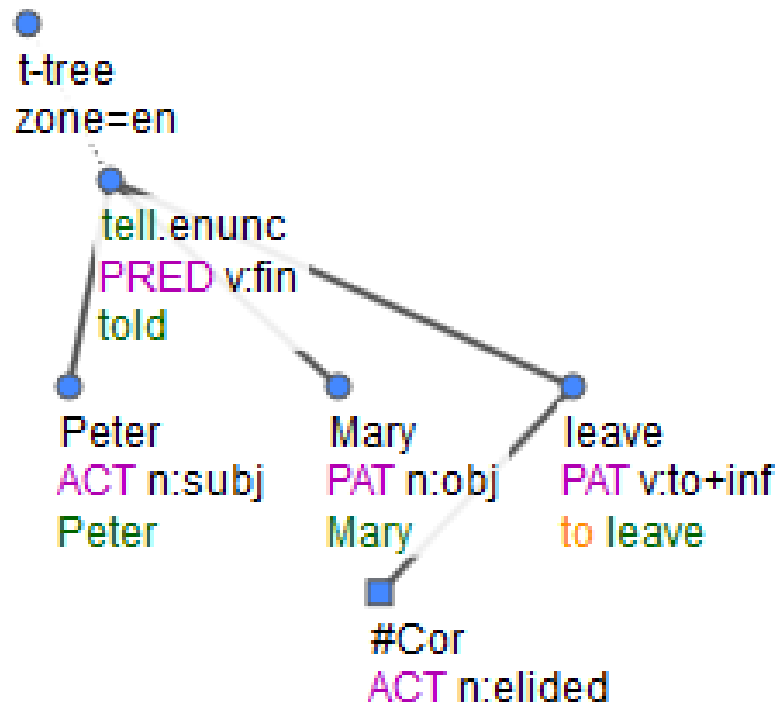 t-tree
zone=en
tell.enunc
PRED v:fin
told
Peter
ACT n:subj
Peter
Mary
PAT n:obj
Mary
leave
PAT v:to+inf
to leave
#Cor
ACT n:elided